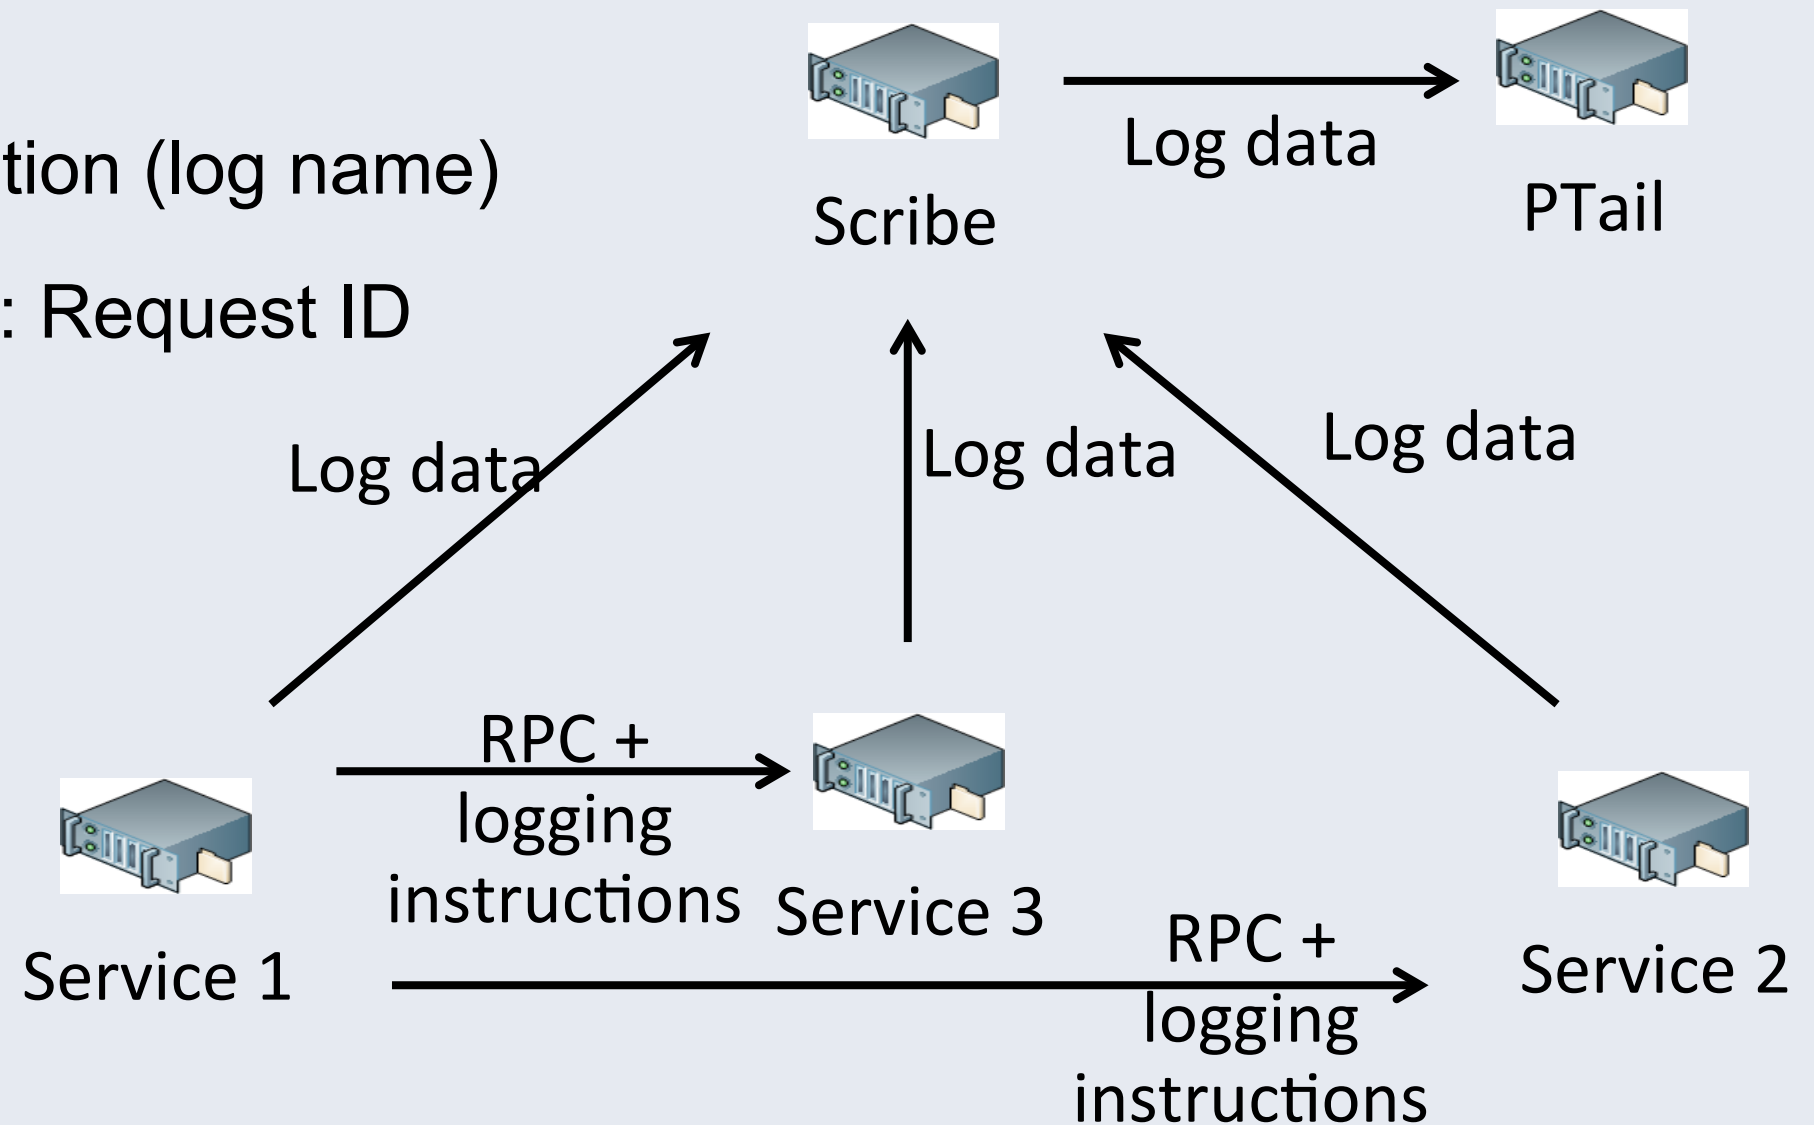 tion (log name)
: Request ID
Scribe
Log data
PTail
Log data
Log data
Log data
RPC +
logging
instructions
Service 1
Service 3
RPC +
logging
instructions
Service 2